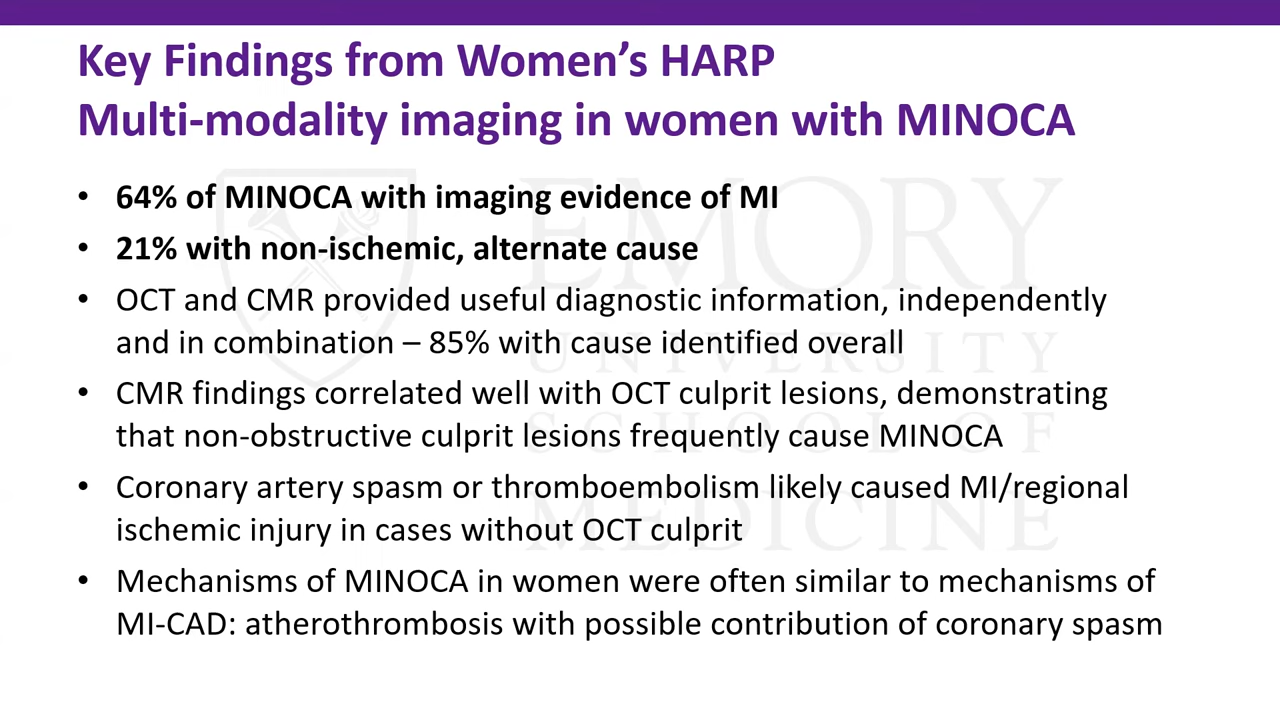 Key Findings from Women's HARP
Multi-modality imaging in women with MINOCA
• 64% of MINOCA with imaging evidence of MI
• 21% with non-ischemic, alternate cause
• OCT and CMR provided useful diagnostic information, independently
and in combination – 85% with cause identified overall
• CMR findings correlated well with OCT culprit lesions, demonstrating
that non-obstructive culprit lesions frequently cause MINOCA
• Coronary artery spasm or thromboembolism likely caused MI/regional
ischemic injury in cases without OCT culprit
• Mechanisms of MINOCA in women were often similar to mechanisms of
MI-CAD: atherothrombosis with possible contribution of coronary spasm
EMORY
UNIVERSITY
SCHOOL OF
MEDICINE